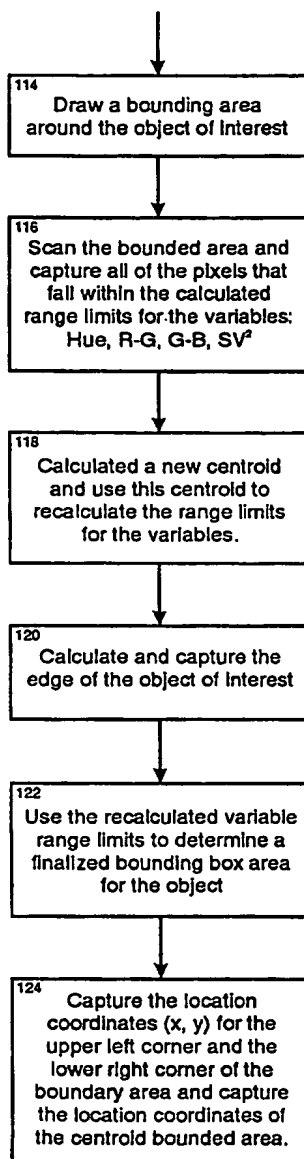 114
Draw a bounding area
around the object of Interest
116
Scan the bounded area and
capture all of the pixels that
fall within the calculated
range limits for the variables:
Hue, R-G, G-B, SV²
118
Calculated a new centroid
and use this centroid to
recalculate the range limits
for the variables.
120
Calculate and capture the
edge of the object of Interest
122
Use the recalculated variable
range limits to determine a
finalized bounding box area
for the object
124
Capture the location
coordinates (x, y) for the
upper left corner and the
lower right corner of the
boundary area and capture
the location coordinates
of the centroid bounded area.